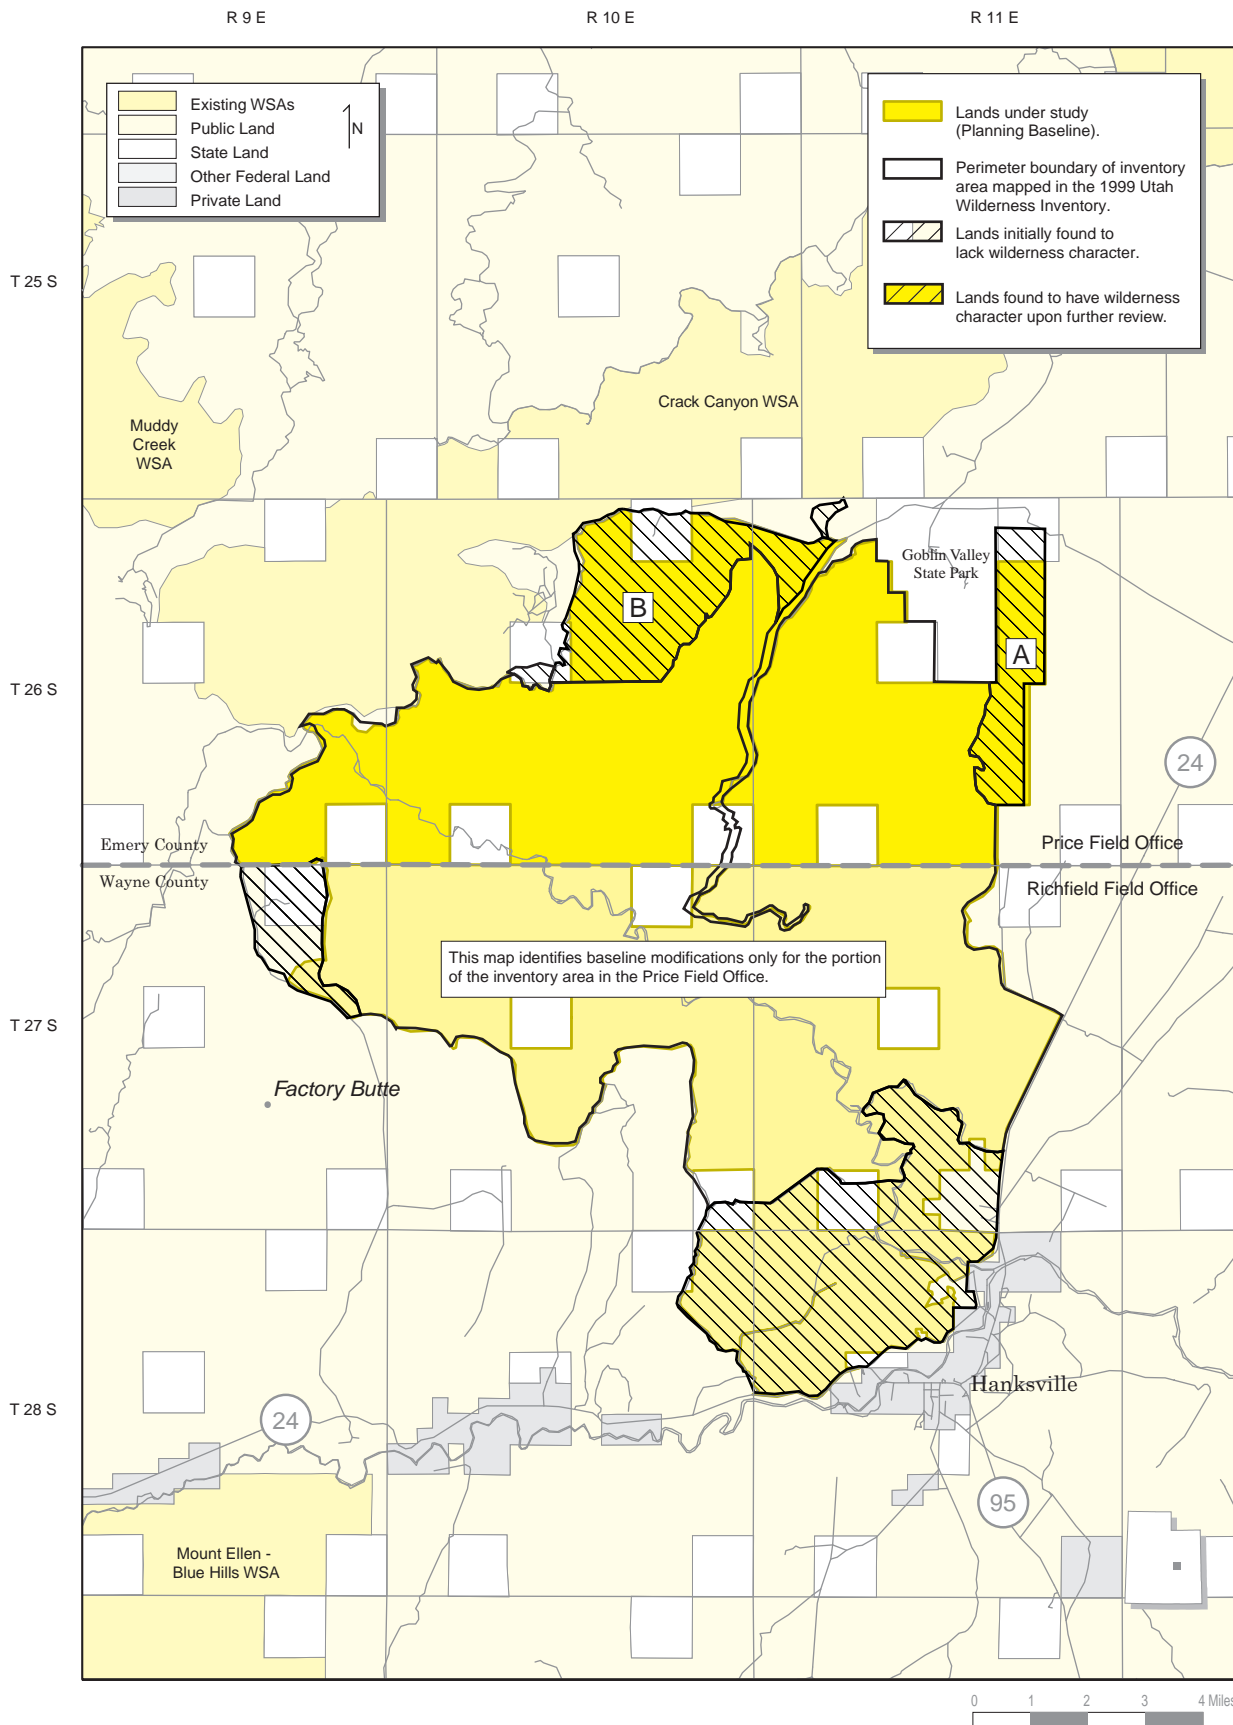 R 9 E
R 10 E
R 11 E
Existing WSAs
Public Land
State Land
Other Federal Land
Private Land
N
Lands under study
(Planning Baseline).
Perimeter boundary of inventory
area mapped in the 1999 Utah
Wilderness Inventory.
Lands initially found to
lack wilderness character.
Lands found to have wilderness
character upon further review.
T 25 S
Crack Canyon WSA
Muddy
Creek
WSA
Goblin Valley
State Park
B
A
T 26 S
24
Emery County
Price Field Office
Wayne County
Richfield Field Office
This map identifies baseline modifications only for the portion
of the inventory area in the Price Field Office.
T 27 S
Factory Butte
Hanksville
T 28 S
24
95
Mount Ellen -
Blue Hills WSA
0 1 2 3 4 Miles